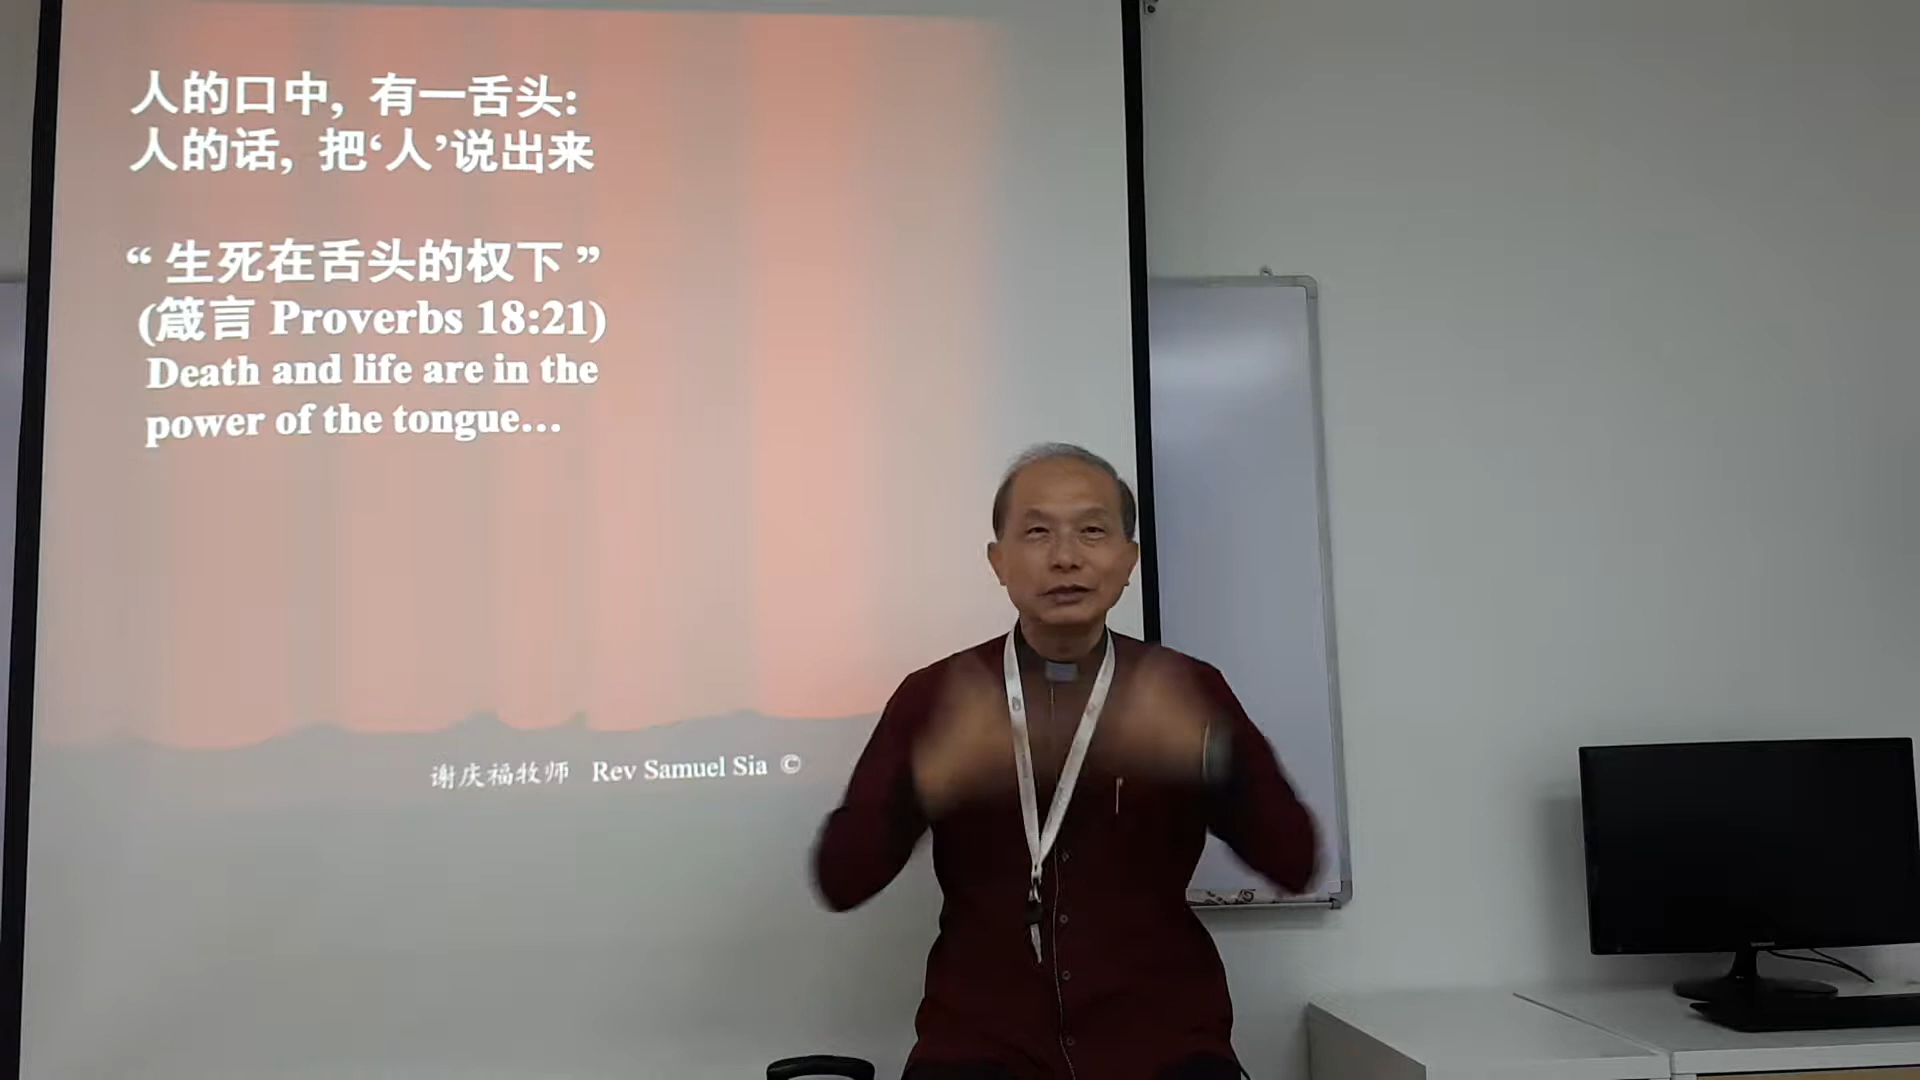 人的口中, 有一舌头:
人的话, 把‘人’说出来
“ 生死在舌头的权下 ”
(箴言 Proverbs 18:21)
Death and life are in the
power of the tongue…
谢庆福牧师 Rev Samuel Sia ©